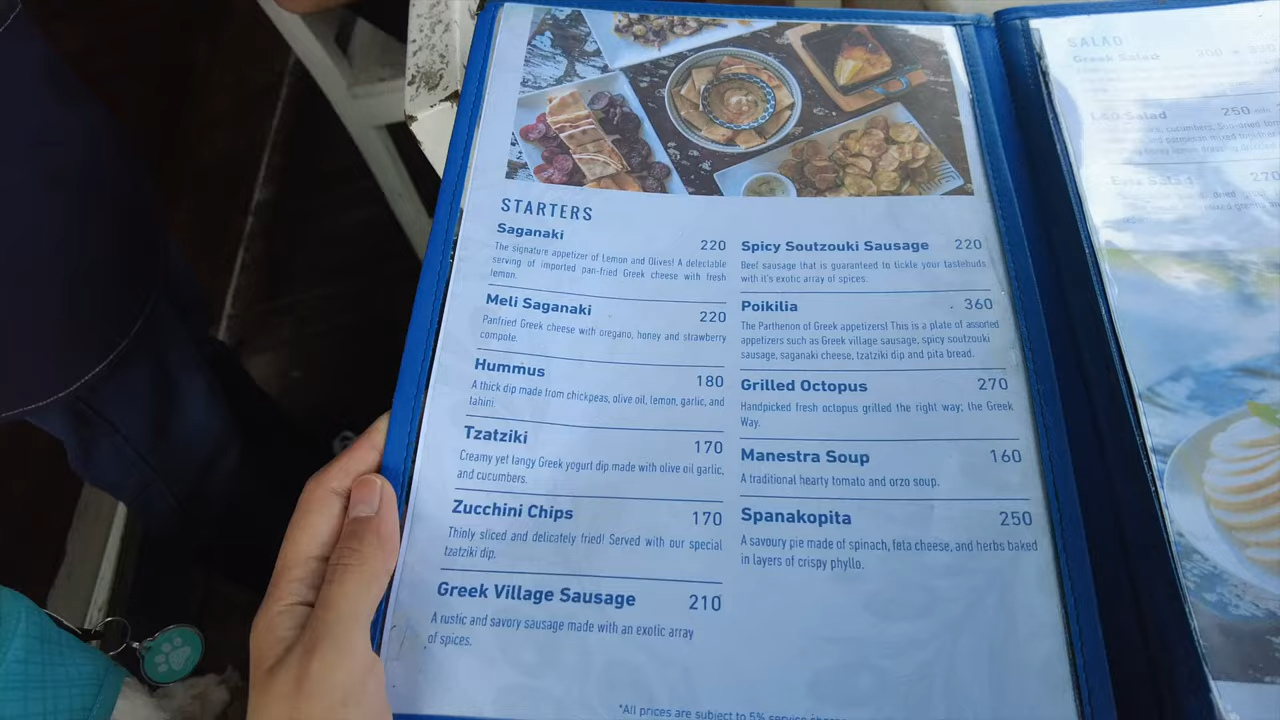 STARTERS
Saganaki 220
The signature appetizer of Lemon and Olives! A delectable
serving of imported pan-fried Greek cheese with fresh
lemon.
Meli Saganaki 220
Panfried Greek cheese with oregano, honey and strawberry
compote.
Hummus 180
A thick dip made from chickpeas, olive oil, lemon, garlic, and
tahini.
Tzatziki 170
Creamy yet tangy Greek yogurt dip made with olive oil garlic,
and cucumbers.
Zucchini Chips 170
Thinly sliced and delicately fried! Served with our special
tzatziki dip.
Greek Village Sausage 210
A rustic and savory sausage made with an exotic array
of spices.
Spicy Soutzouki Sausage 220
Beef sausage that is guaranteed to tickle your tastebuds
with it's exotic array of spices.
Poikilia 360
The Parthenon of Greek appetizers! This is a plate of assorted
appetizers such as Greek village sausage, spicy soutzouki
sausage, saganaki cheese, tzatziki dip and pita bread.
Grilled Octopus 270
Handpicked fresh octopus grilled the right way; the Greek
Way.
Manestra Soup 160
A traditional hearty tomato and orzo soup.
Spanakopita 250
A savoury pie made of spinach, feta cheese, and herbs baked
in layers of crispy phyllo.
*All prices are subject to 5% service
SALAD
Greek Salad
L&O Salad 250
cucumbers,
Salad 270
dried